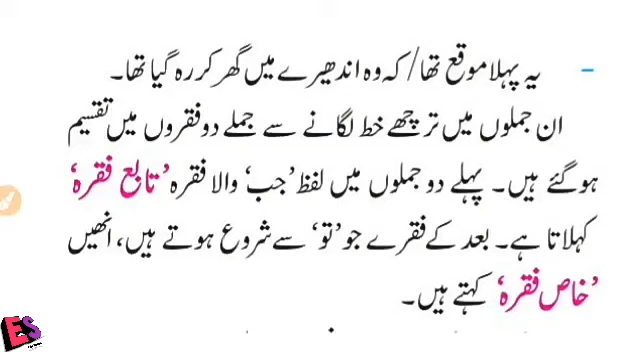 - یہ پہلا موقع تھا / کہ وہ اندھیرے میں گھر کر رہ گیا تھا۔
ان جملوں میں ترچھے خط لگانے سے جملے دو فقروں میں تقسیم
ہوگئے ہیں۔ پہلے دو جملوں میں لفظ 'جب' والا فقرہ 'تابع فقرہ'
کہلاتا ہے۔ بعد کے فقرے جو 'تو' سے شروع ہوتے ہیں، انھیں
'خاص فقرہ' کہتے ہیں۔
ES